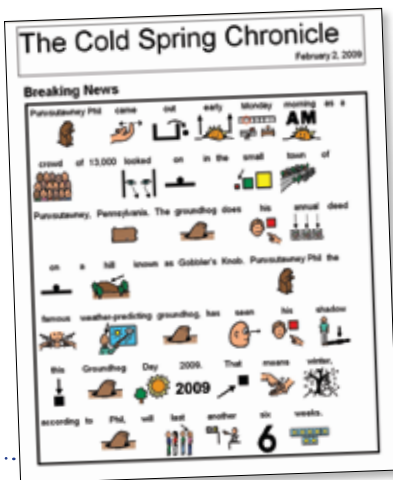 The Cold Spring Chronicle
February 2, 2009
Breaking News
Punxsutawney Phil came out early Monday morning as a
AM
crowd of 13,000 looked on in the small town of
Punxsutawney, Pennsylvania. The groundhog does his annual deed
on a hill known as Gobbler's Knob. Punxsutawney Phil the
famous weather-predicting groundhog, has seen his shadow
this Groundhog Day 2009. That means winter,
2009
according to Phil, will last another six weeks.
6